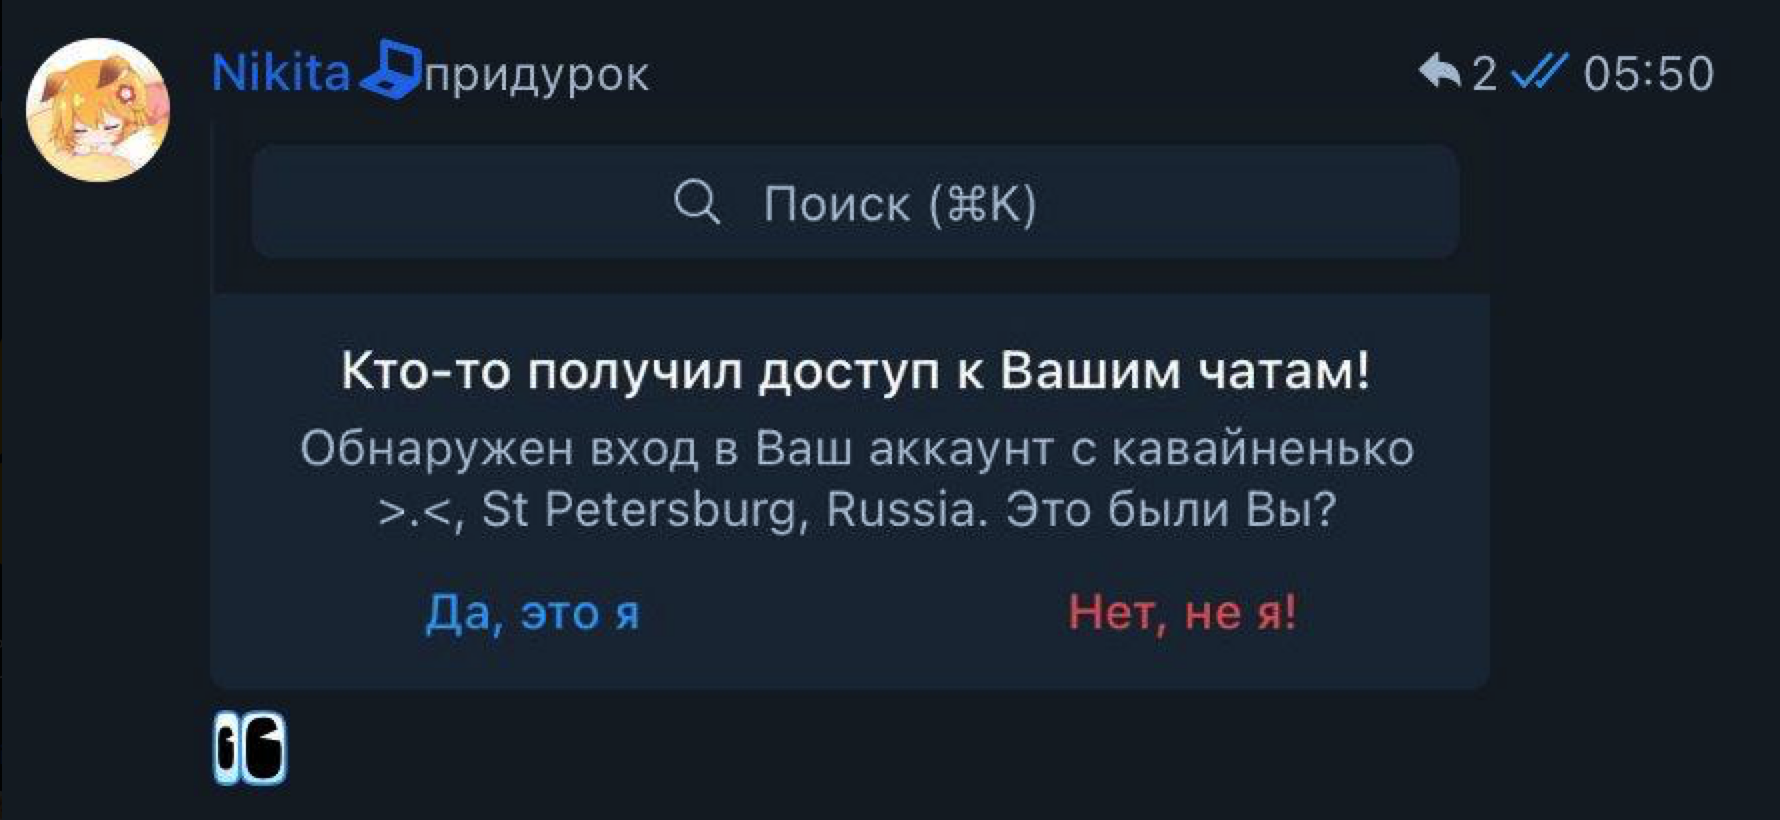 Nikita придурок 2 05:50
Поиск (⌘K)
Кто-то получил доступ к Вашим чатам!
Обнаружен вход в Ваш аккаунт с кавайненько
>.<, St Petersburg, Russia. Это были Вы?
Да, это я Нет, не я!